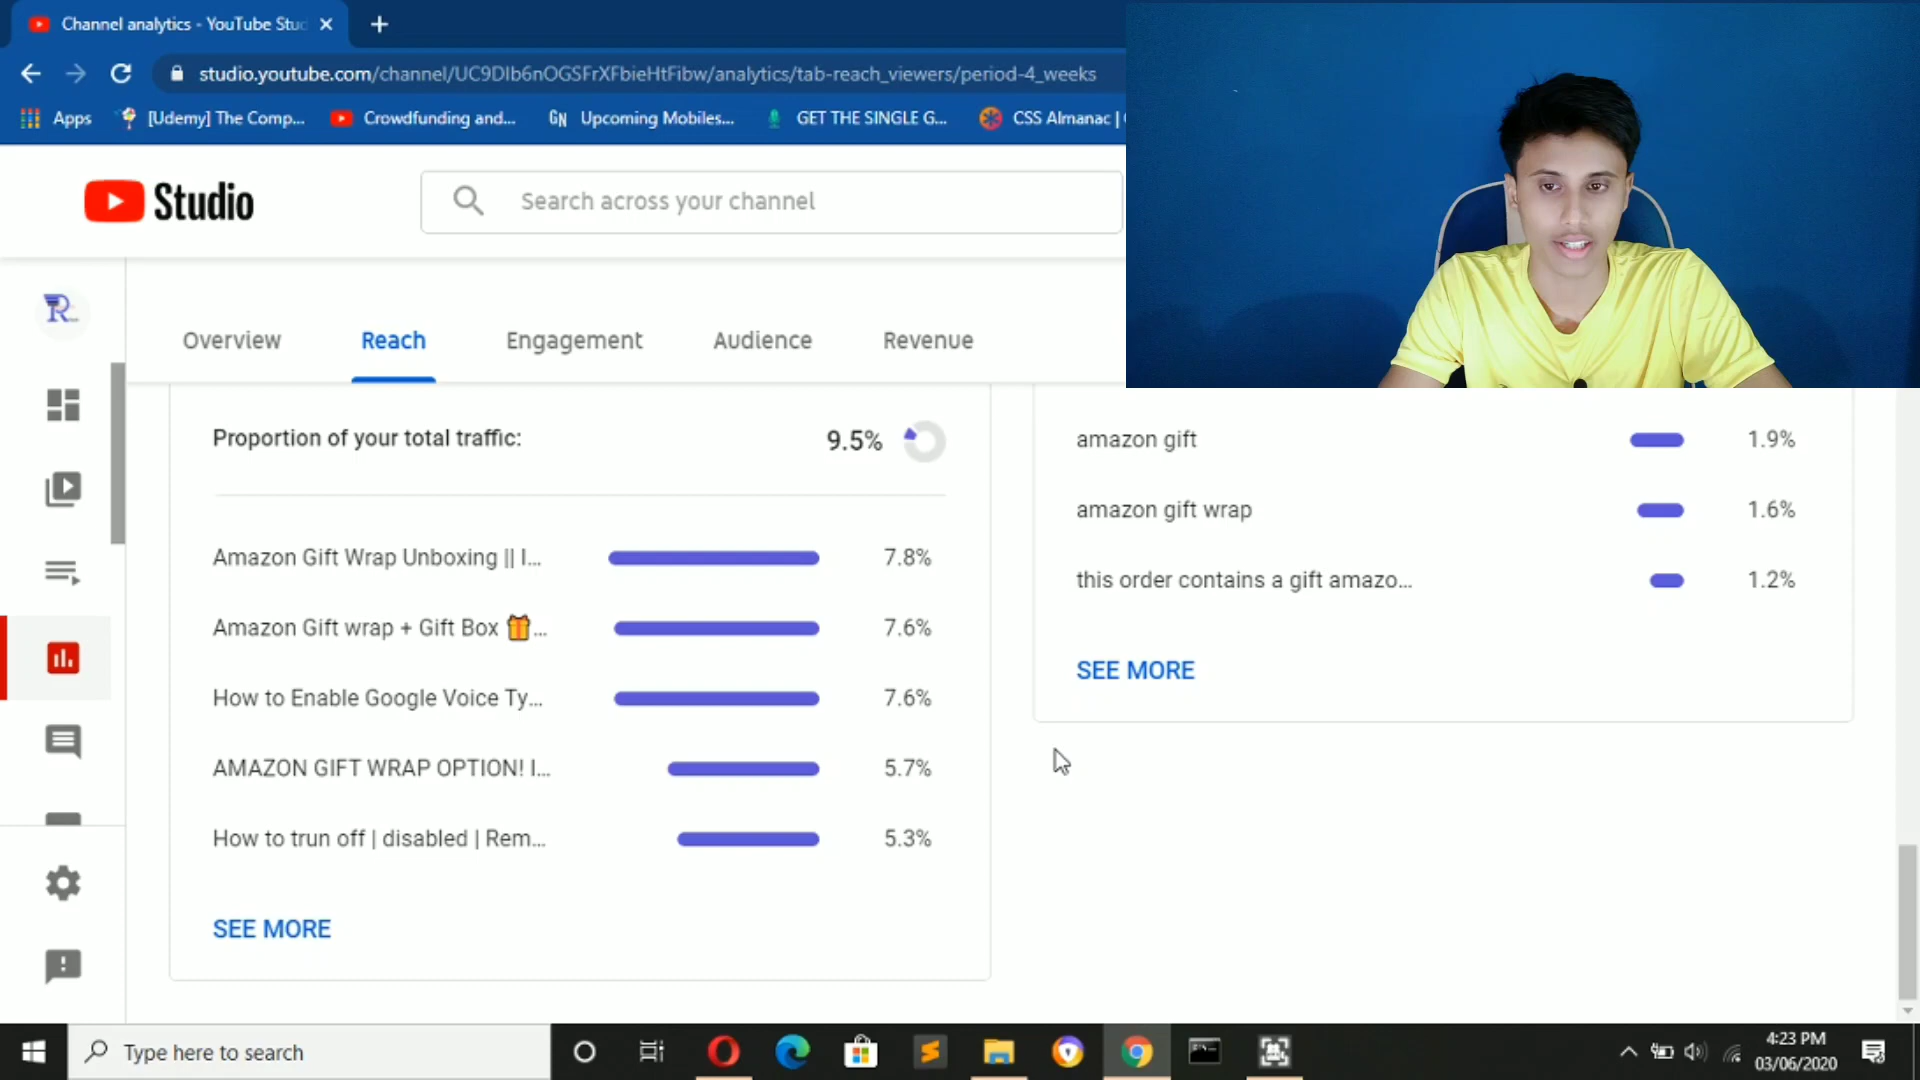 Channel analytics - YouTube Stu
studio.youtube.com/channel/UC9DIb6nOGSFrXFbieHtFibw/analytics/tab-reach_viewers/period-4_weeks
Apps
[Udemy] The Comp...
Crowdfunding and...
GN
Upcoming Mobiles...
GET THE SINGLE G...
CSS Almanac |
Studio
Search across your channel
R
Overview
Reach
Engagement
Audience
Revenue
Proportion of your total traffic:
9.5%
Amazon Gift Wrap Unboxing || I...
7.8%
Amazon Gift wrap + Gift Box 🎁...
7.6%
How to Enable Google Voice Ty...
7.6%
AMAZON GIFT WRAP OPTION! I...
5.7%
How to trun off | disabled | Rem...
5.3%
SEE MORE
amazon gift
1.9%
amazon gift wrap
1.6%
this order contains a gift amazo...
1.2%
SEE MORE
Type here to search
4:23 PM
03/06/2020